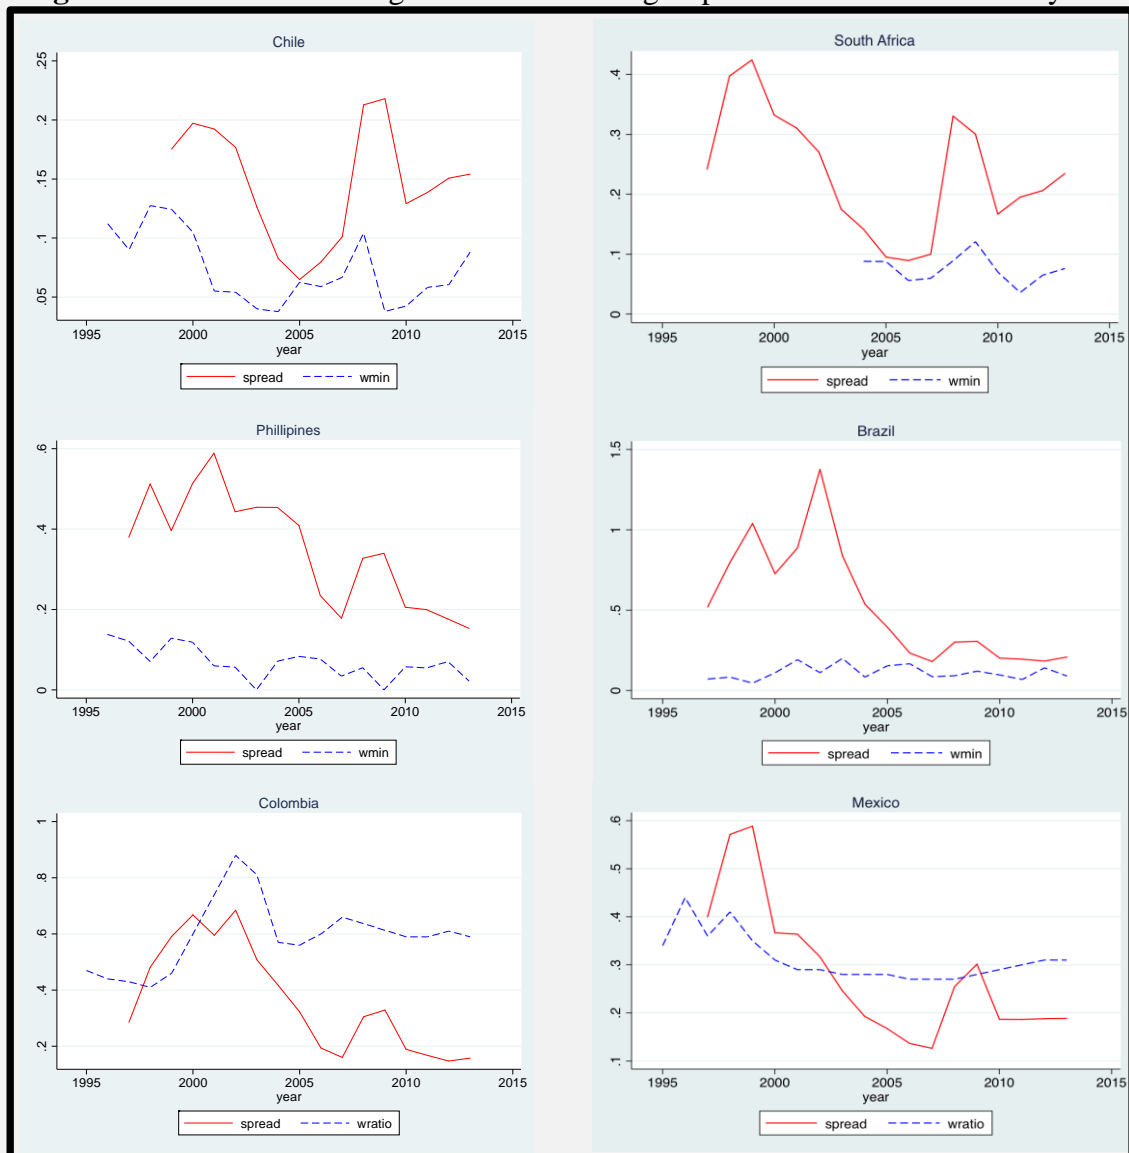 Chile
.25
.2
.15
.1
.05
1995 2000 2005 2010 2015
year
spread wmin
South Africa
.4
.3
.2
.1
0
1995 2000 2005 2010 2015
year
spread wmin
Phillipines
.6
.4
.2
0
1995 2000 2005 2010 2015
year
spread wmin
Brazil
1.5
1
.5
0
1995 2000 2005 2010 2015
year
spread wmin
Colombia
1
.8
.6
.4
.2
1995 2000 2005 2010 2015
year
spread wratio
Mexico
.6
.5
.4
.3
.2
.1
1995 2000 2005 2010 2015
year
spread wratio